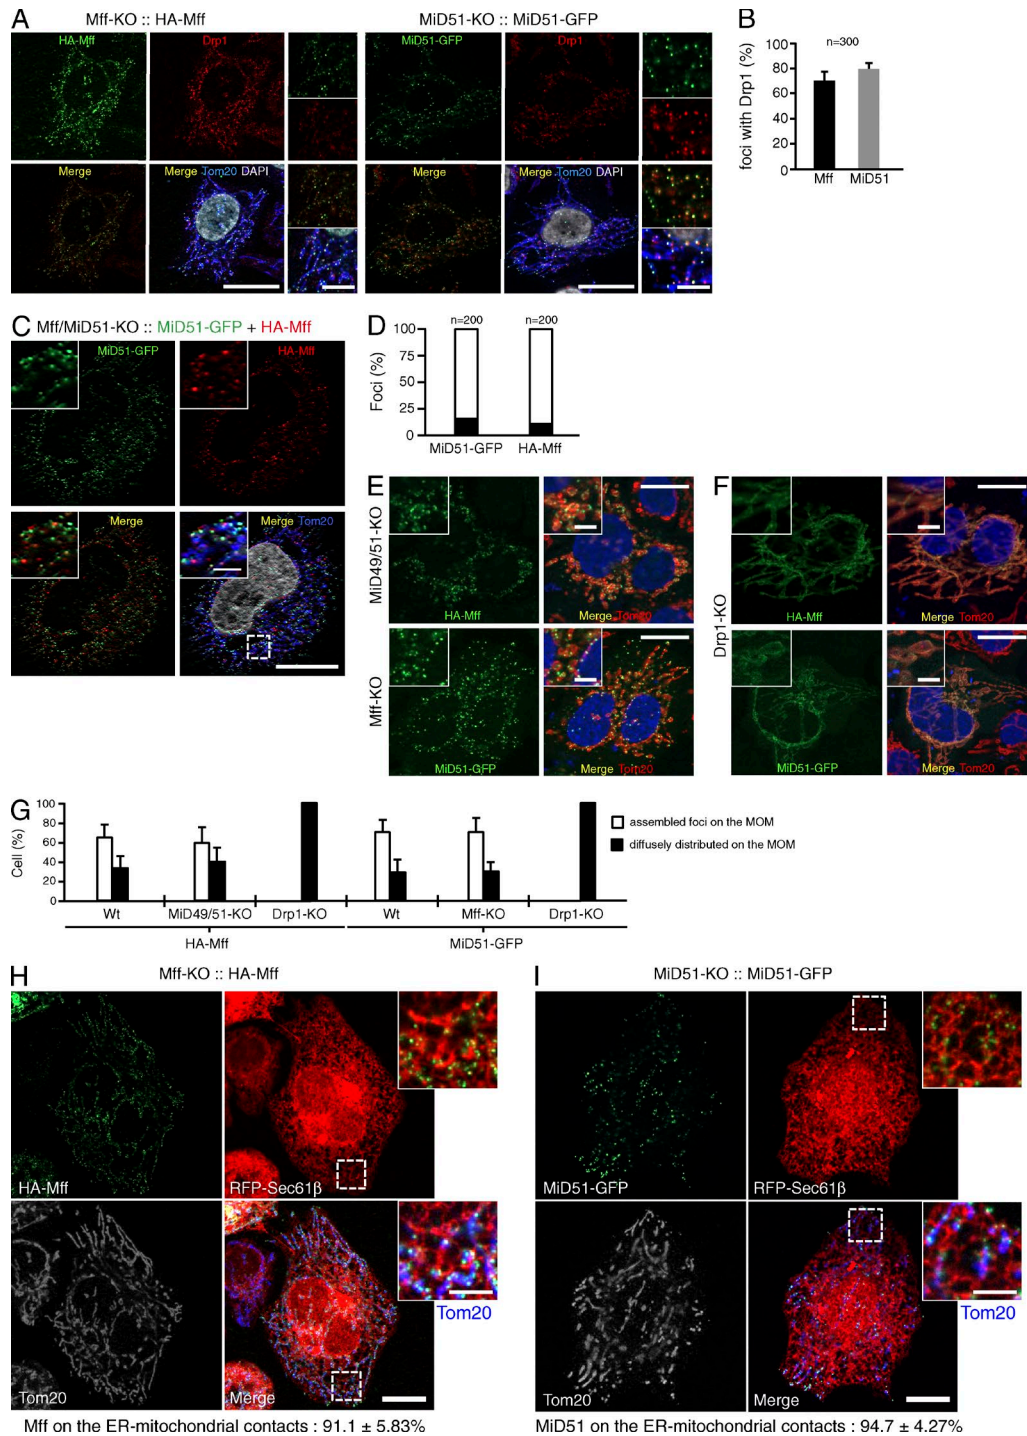 A
Mff-KO :: HA-Mff
MiD51-KO :: MiD51-GFP
HA-Mff
Drp1
MiD51-GFP
Drp1
Merge
Merge Tom20 DAPI
Merge
Merge Tom20 DAPI
B
n=300
foci with Drp1 (%)
100
80
60
40
20
0
Mff
MiD51
C
Mff/MiD51-KO :: MiD51-GFP + HA-Mff
MiD51-GFP
HA-Mff
Merge
Merge Tom20
D
n=200
n=200
Foci (%)
100
75
50
25
0
MiD51-GFP
HA-Mff
E
MiD49/51-KO
HA-Mff
Merge Tom20
Mff-KO
MiD51-GFP
Merge Tom20
F
Drp1-KO
HA-Mff
Merge Tom20
MiD51-GFP
Merge Tom20
G
Cell (%)
100
80
60
40
20
0
assembled foci on the MOM
diffusely distributed on the MOM
Wt
MiD49/51-KO
Drp1-KO
Wt
Mff-KO
Drp1-KO
HA-Mff
MiD51-GFP
H
Mff-KO :: HA-Mff
HA-Mff
RFP-Sec61β
Tom20
Merge
Tom20
Mff on the ER-mitochondrial contacts : 91.1 ± 5.83%
I
MiD51-KO :: MiD51-GFP
MiD51-GFP
RFP-Sec61β
Tom20
Merge
Tom20
MiD51 on the ER-mitochondrial contacts : 94.7 ± 4.27%